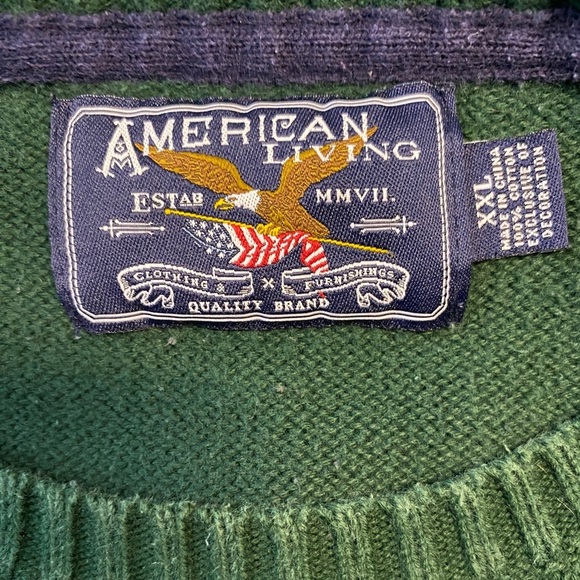 AMERICAN
LIVING
ESTAB MMVII.
CLOTHING & × FURNISHINGS
QUALITY BRAND
XXL
MADE IN CHINA
100% COTTON
EXCLUSIVE OF
DECORATION